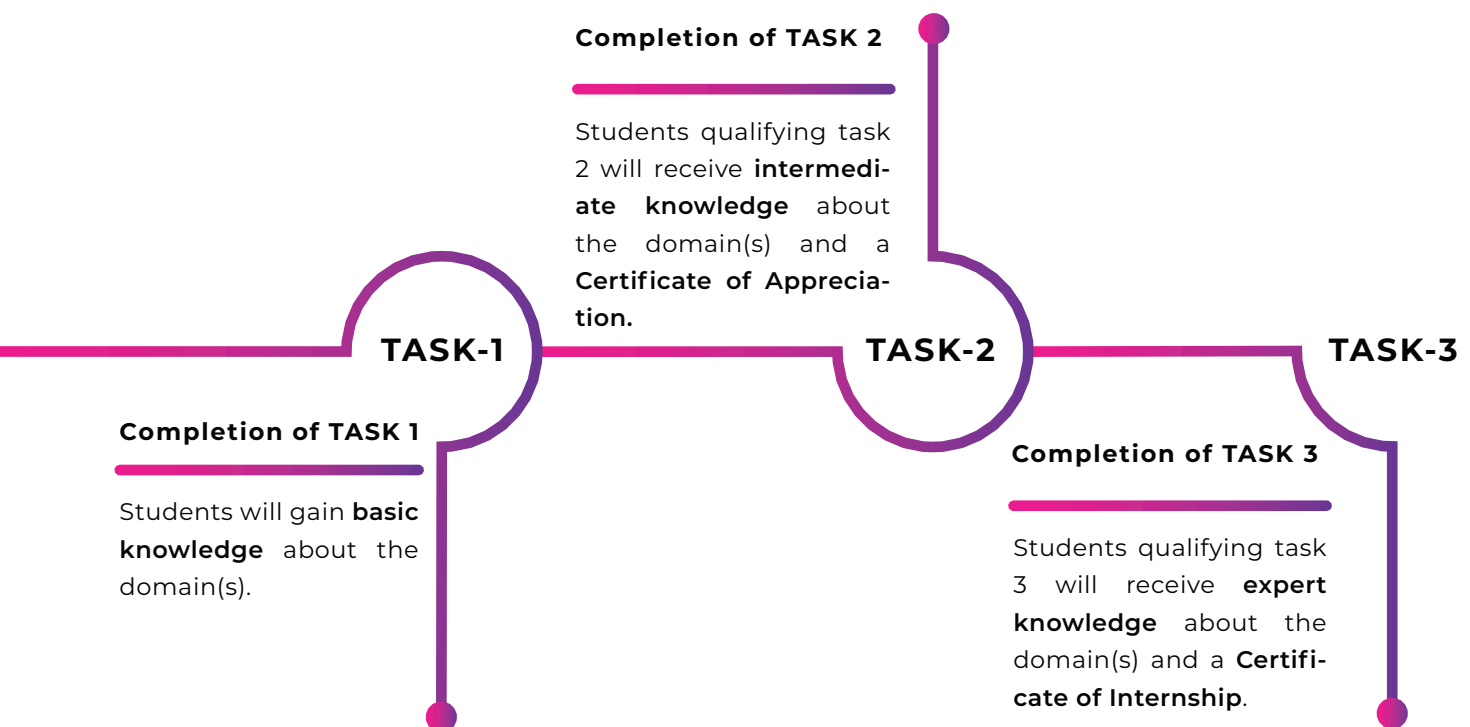 Completion of TASK 2
Students qualifying task
2 will receive intermedi-
ate knowledge about
the domain(s) and a
Certificate of Apprecia-
tion.
TASK-1
TASK-2
TASK-3
Completion of TASK 1
Students will gain basic
knowledge about the
domain(s).
Completion of TASK 3
Students qualifying task
3 will receive expert
knowledge about the
domain(s) and a Certifi-
cate of Internship.